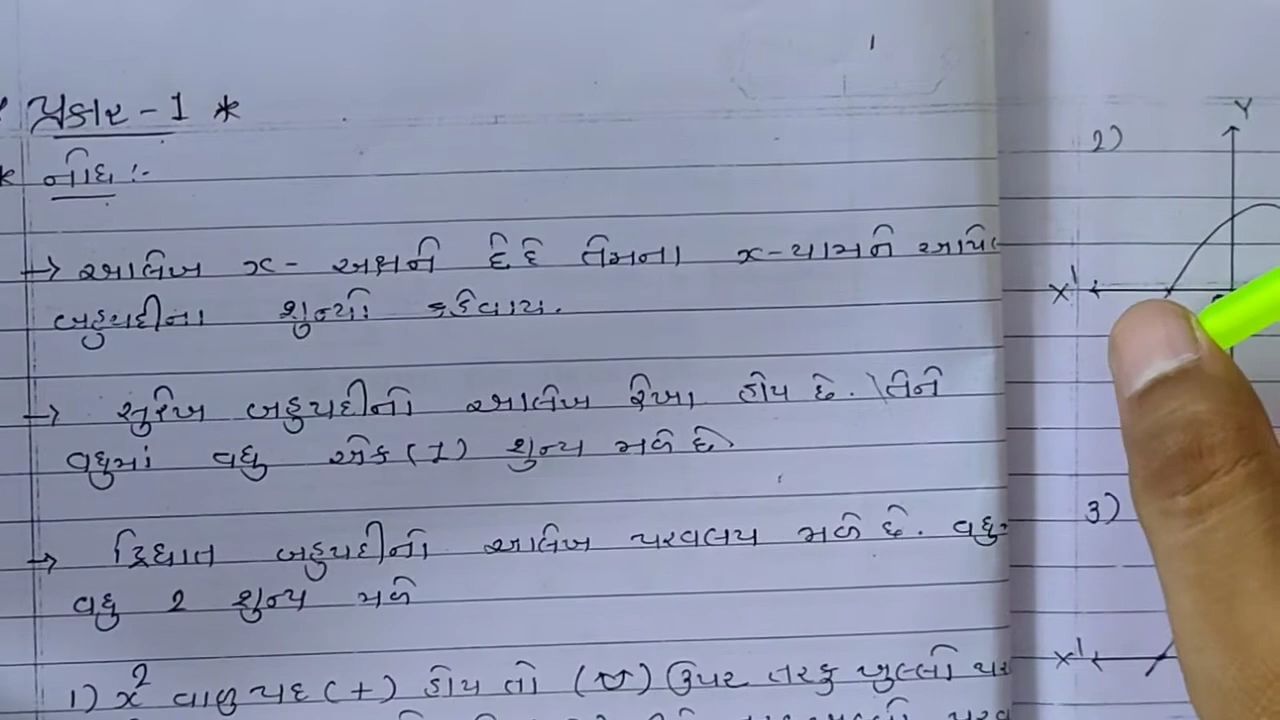 પ્રકાર - 1 *
* નોંધ :-
→ આલેખ x - અક્ષને છેદે તેમના x-યામને આપેલ
બહુપદીના શુન્યો કહેવાય.
→ સુરેખ બહુપદીનો આલેખ રેખા હોય છે. તેને
વધુમાં વધુ એક (1) શુન્ય મળે છે
→ દ્વિઘાત બહુપદીનો આલેખ પરવલય મળે છે. વધુ
વધુ 2 શુન્ય મળે
1) x² વાળુ પદ (+) હોય તો (∪) ઉપર તરફ ખુલ્લો પર
2)
Y
X'
3)
X'